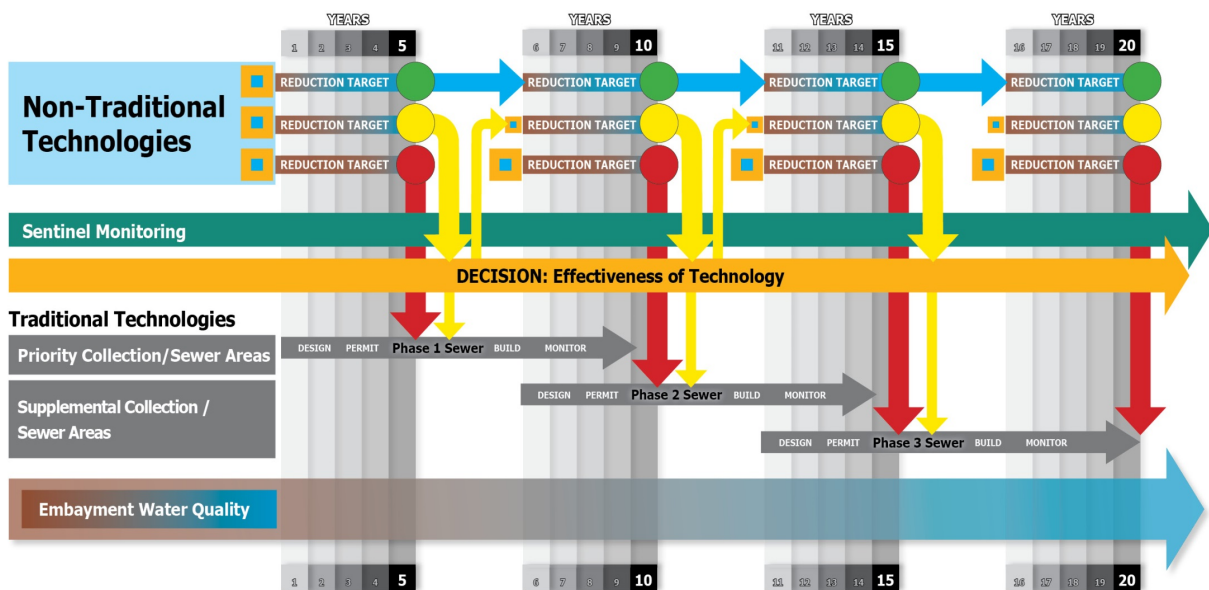 YEARS YEARS YEARS YEARS
1 2 3 4 5 6 7 8 9 10 11 12 13 14 15 16 17 18 19 20
Non-Traditional
Technologies
REDUCTION TARGET REDUCTION TARGET REDUCTION TARGET REDUCTION TARGET
REDUCTION TARGET REDUCTION TARGET REDUCTION TARGET REDUCTION TARGET
REDUCTION TARGET REDUCTION TARGET REDUCTION TARGET REDUCTION TARGET
Sentinel Monitoring
DECISION: Effectiveness of Technology
Traditional Technologies
Priority Collection/Sewer Areas
DESIGN PERMIT Phase 1 Sewer BUILD MONITOR
Supplemental Collection /
Sewer Areas
DESIGN PERMIT Phase 2 Sewer BUILD MONITOR
DESIGN PERMIT Phase 3 Sewer BUILD MONITOR
Embayment Water Quality
1 2 3 4 5 6 7 8 9 10 11 12 13 14 15 16 17 18 19 20
YEARS YEARS YEARS YEARS